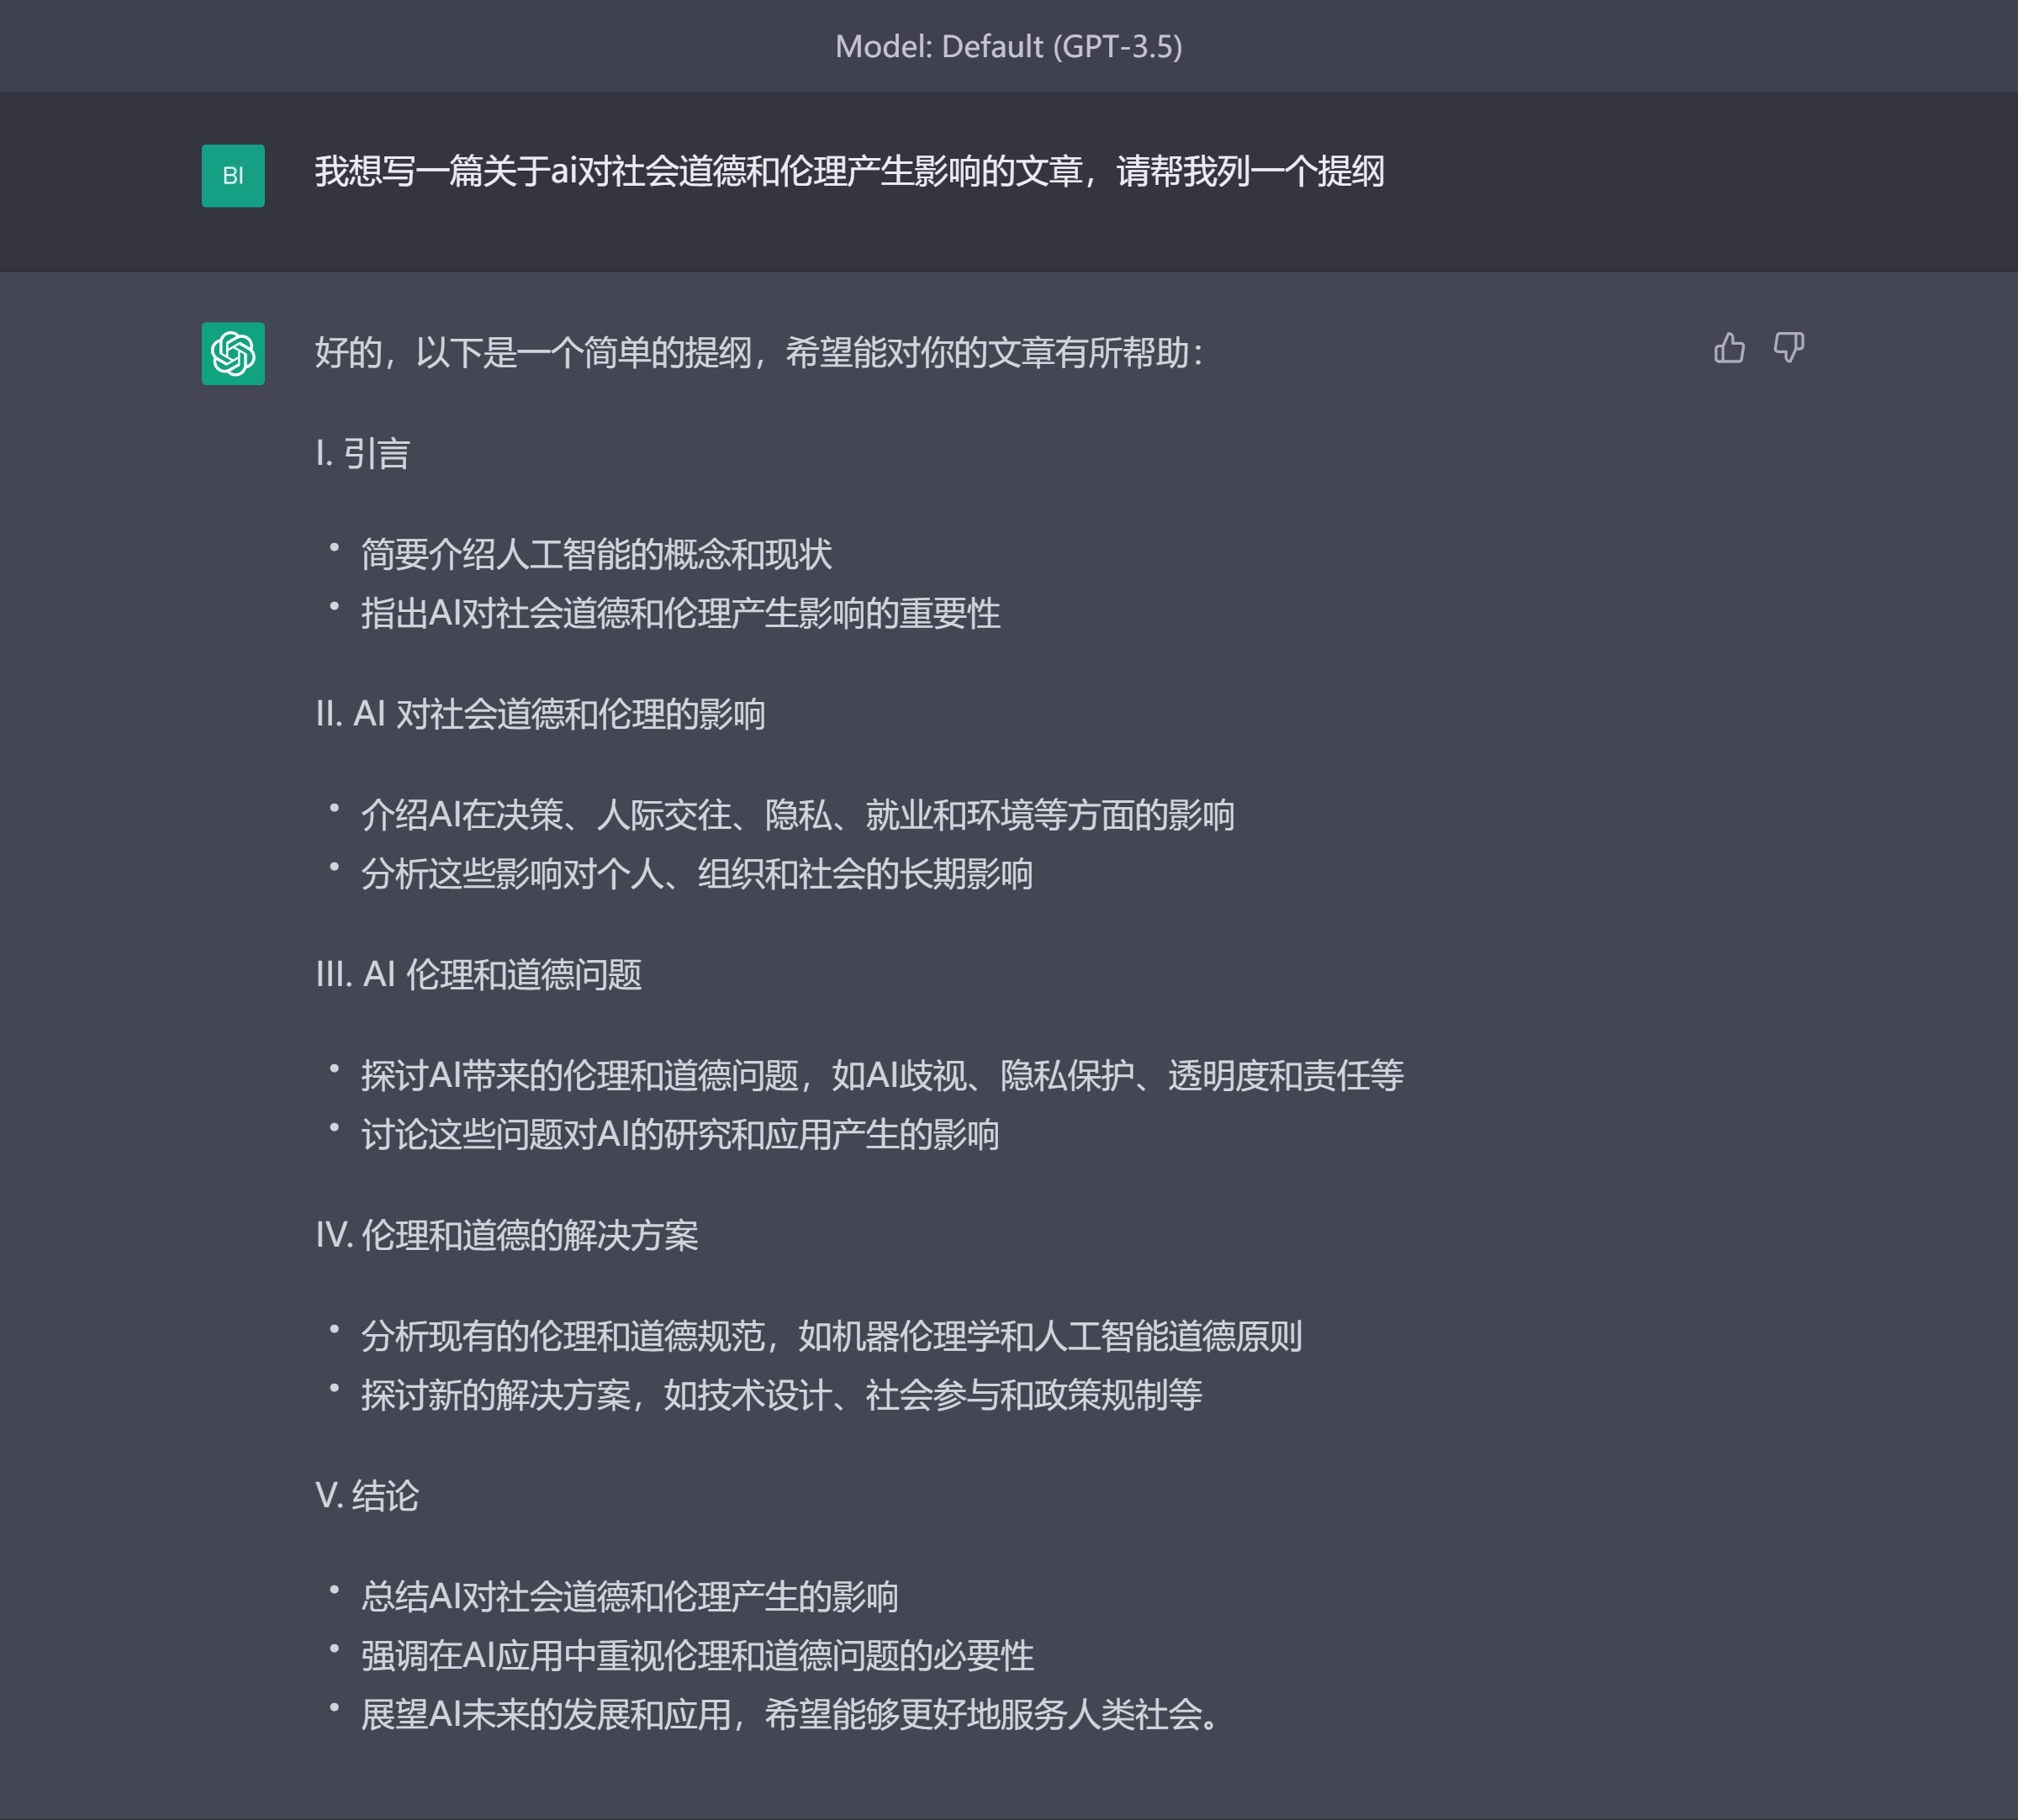 Model: Default (GPT-3.5)
BI
我想写一篇关于ai对社会道德和伦理产生影响的文章，请帮我列一个提纲
好的，以下是一个简单的提纲，希望能对你的文章有所帮助：
I. 引言
• 简要介绍人工智能的概念和现状
• 指出AI对社会道德和伦理产生影响的重要性
II. AI 对社会道德和伦理的影响
• 介绍AI在决策、人际交往、隐私、就业和环境等方面的影响
• 分析这些影响对个人、组织和社会的长期影响
III. AI 伦理和道德问题
• 探讨AI带来的伦理和道德问题，如AI歧视、隐私保护、透明度和责任等
• 讨论这些问题对AI的研究和应用产生的影响
IV. 伦理和道德的解决方案
• 分析现有的伦理和道德规范，如机器伦理学和人工智能道德原则
• 探讨新的解决方案，如技术设计、社会参与和政策规制等
V. 结论
• 总结AI对社会道德和伦理产生的影响
• 强调在AI应用中重视伦理和道德问题的必要性
• 展望AI未来的发展和应用，希望能够更好地服务人类社会。